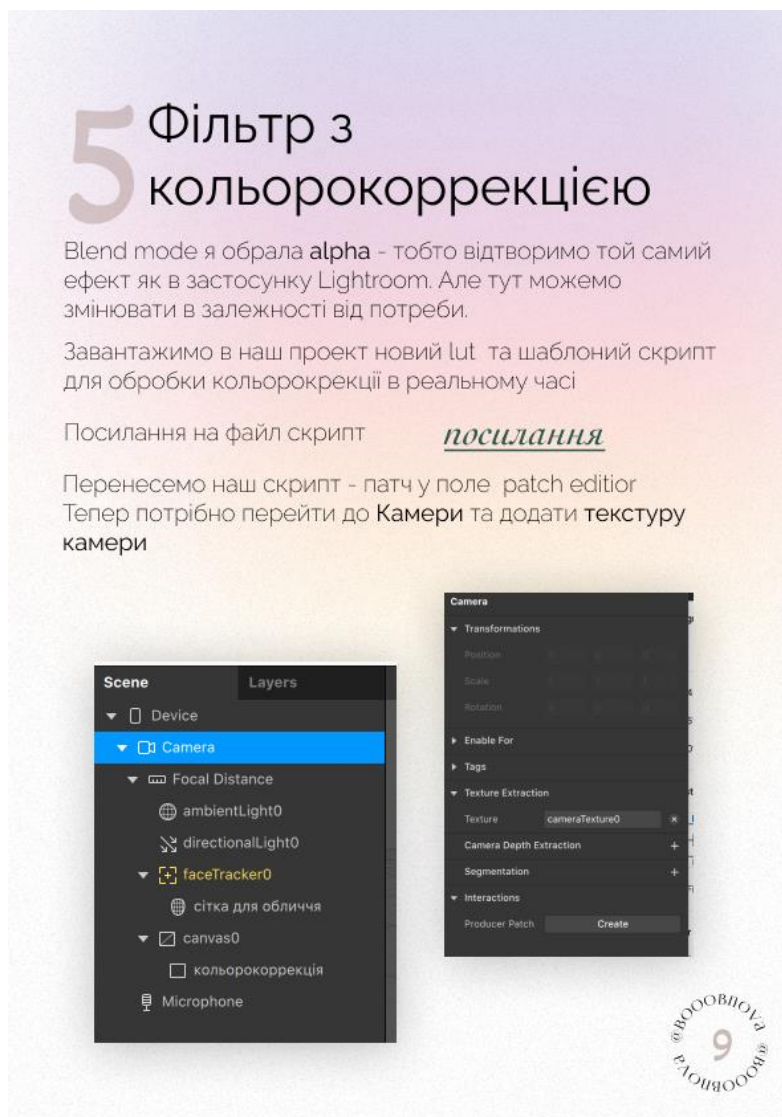 5
Фільтр з
кольорокоррекцією
Blend mode я обрала alpha - тобто відтворимо той самий
ефект як в застосунку Lightroom. Але тут можемо
змінювати в залежності від потреби.
Завантажимо в наш проект новий lut та шаблоний скрипт
для обробки кольорокрекції в реальному часі
Посилання на файл скрипт посилання
Перенесемо наш скрипт - патч у поле patch editior
Тепер потрібно перейти до Камери та додати текстуру
камери
Scene Layers
Device
Camera
Focal Distance
ambientLight0
directionalLight0
faceTracker0
сітка для обличчя
canvas0
кольорокоррекція
Microphone
Camera
Transformations
Position
Scale
Rotation
Enable For
Tags
Texture Extraction
Texture cameraTexture0
Camera Depth Extraction +
Segmentation +
Interactions
Producer Patch Create
@BOOOBNOVA @BOOOBNOVA
9